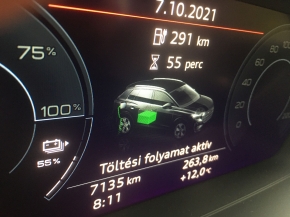 7.10.2021
291 km
75%
55 perc
100%
55%
Töltési folyamat aktív
7135 km 263,8 km
8:11 +12,0°C